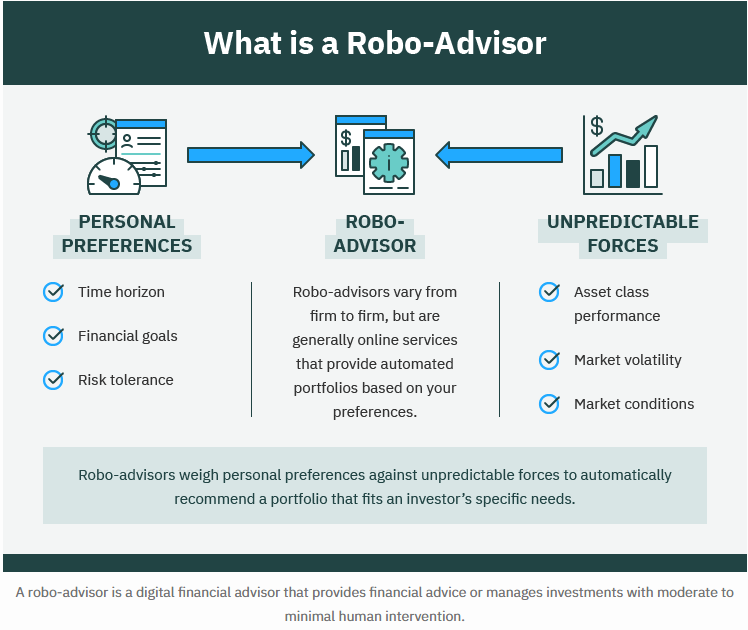 What is a Robo-Advisor
$
PERSONAL
PREFERENCES
Time horizon
Financial goals
Risk tolerance
$
i
ROBO-
ADVISOR
Robo-advisors vary from
firm to firm, but are
generally online services
that provide automated
portfolios based on your
preferences.
$
UNPREDICTABLE
FORCES
Asset class
performance
Market volatility
Market conditions
Robo-advisors weigh personal preferences against unpredictable forces to automatically
recommend a portfolio that fits an investor’s specific needs.
A robo-advisor is a digital financial advisor that provides financial advice or manages investments with moderate to
minimal human intervention.